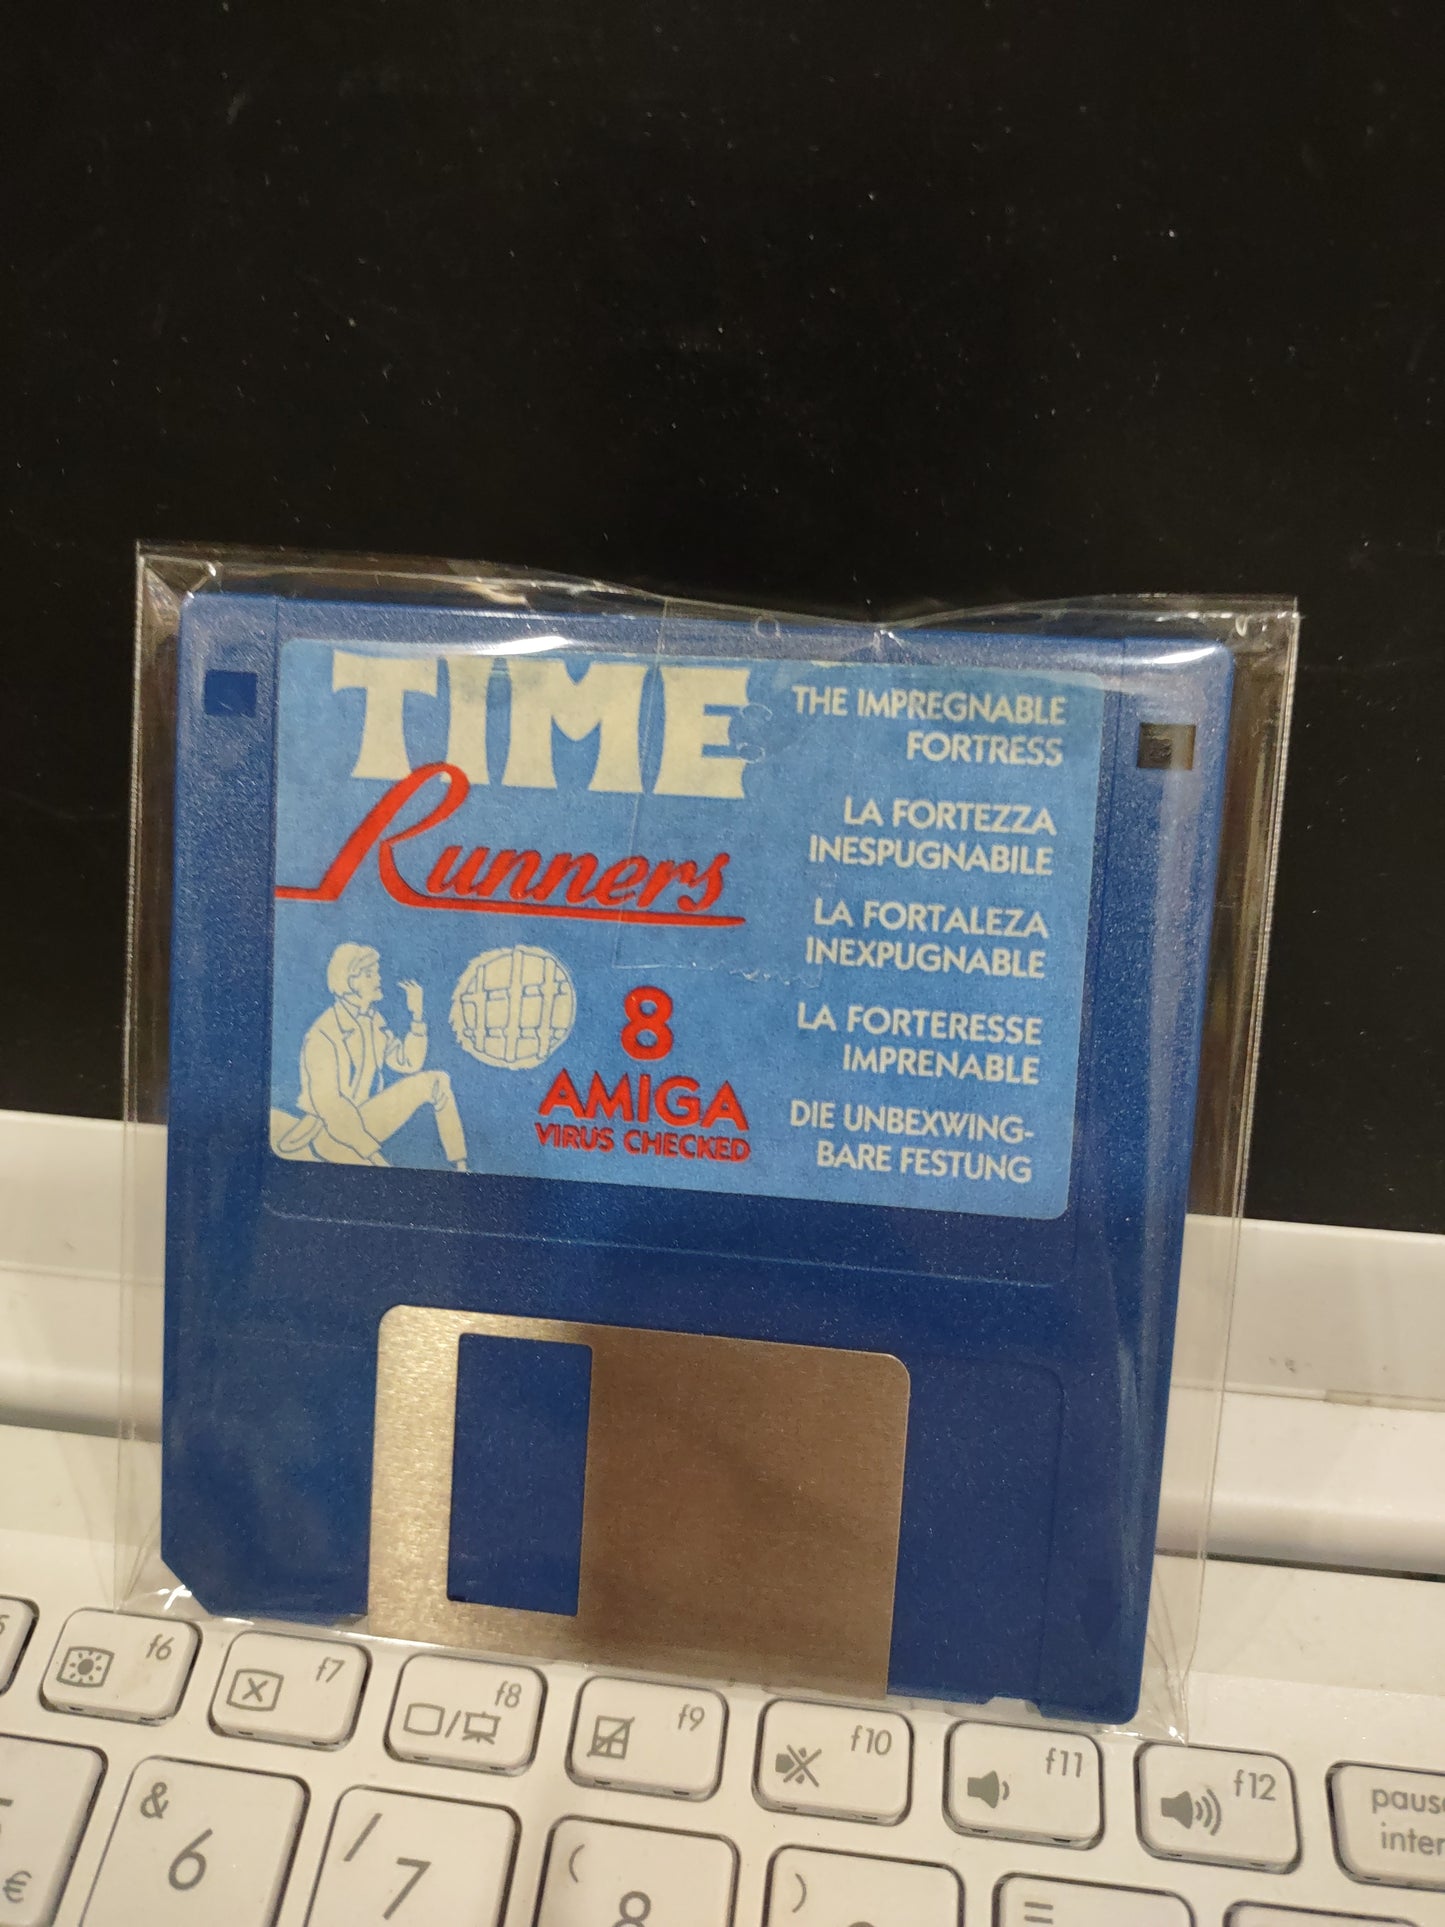 TIME
Runners
8
AMIGA
VIRUS CHECKED
THE IMPREGNABLE
FORTRESS
LA FORTEZZA
INESPUGNABILE
LA FORTALEZA
INEXPUGNABLE
LA FORTERESSE
IMPRENABLE
DIE UNBEXWING-
BARE FESTUNG
f6
f7
f8
f9
f10
f11
f12
&
6
/
7
(
8
)
=
€